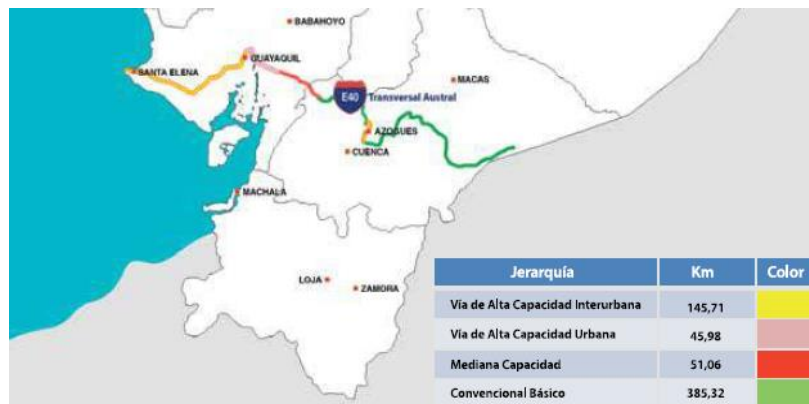 BABAHOYO
GUAYAQUIL
SANTA ELENA
MACAS
E40 Transversal Austral
AZOGUES
CUENCA
MACHALA
LOJA
ZAMORA
Jerarquía Km Color
Vía de Alta Capacidad Interurbana 145,71
Vía de Alta Capacidad Urbana 45,98
Mediana Capacidad 51,06
Convencional Básico 385,32